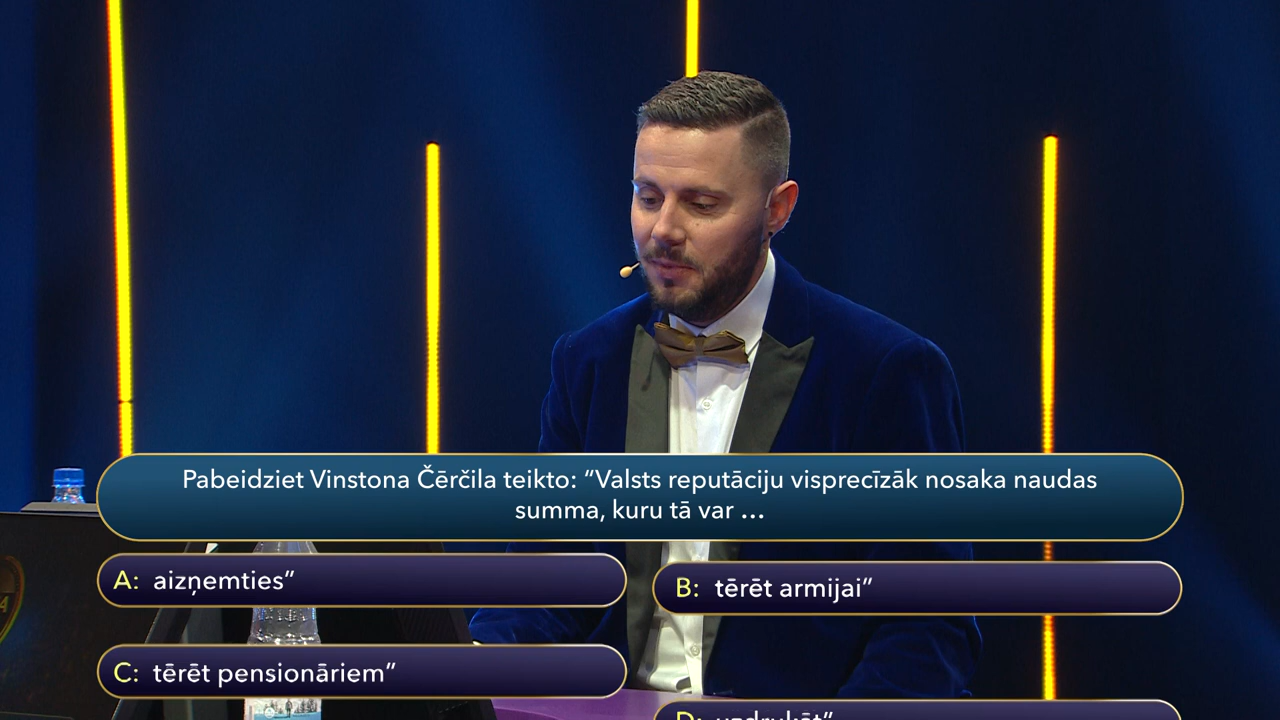 Pabeidziet Vinstona Čērčila teikto: “Valsts reputāciju visprecīzāk nosaka naudas
summa, kuru tā var ...
A: aizņemties”
B: tērēt armijai”
C: tērēt pensionāriem”
D: